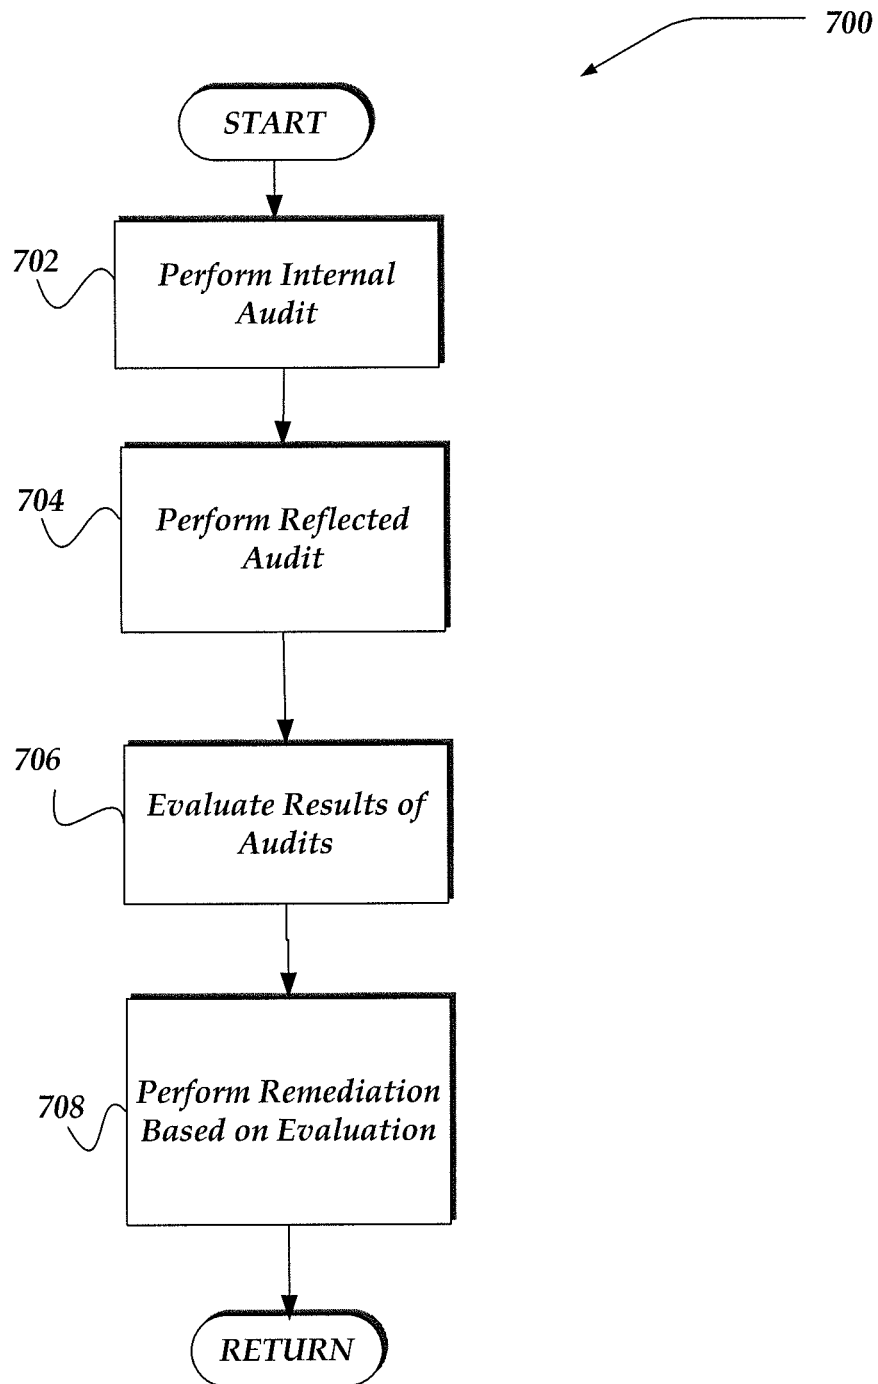 700
START
702
Perform Internal
Audit
704
Perform Reflected
Audit
706
Evaluate Results of
Audits
708
Perform Remediation
Based on Evaluation
RETURN